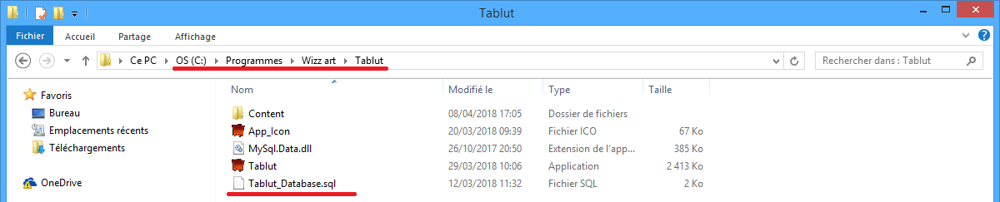 Tablut
Fichier Accueil Partage Affichage
Ce PC OS (C:) Programmes Wizz art Tablut Rechercher dans : Tablut
Nom Modifié le Type Taille
Favoris
Bureau
Emplacements récents
Téléchargements
OneDrive
Content 08/04/2018 17:05 Dossier de fichiers
App_Icon 20/03/2018 09:39 Fichier ICO 67 Ko
MySql.Data.dll 26/10/2017 20:50 Extension de l'app... 385 Ko
Tablut 29/03/2018 10:06 Application 2 413 Ko
Tablut_Database.sql 12/03/2018 11:32 Fichier SQL 2 Ko